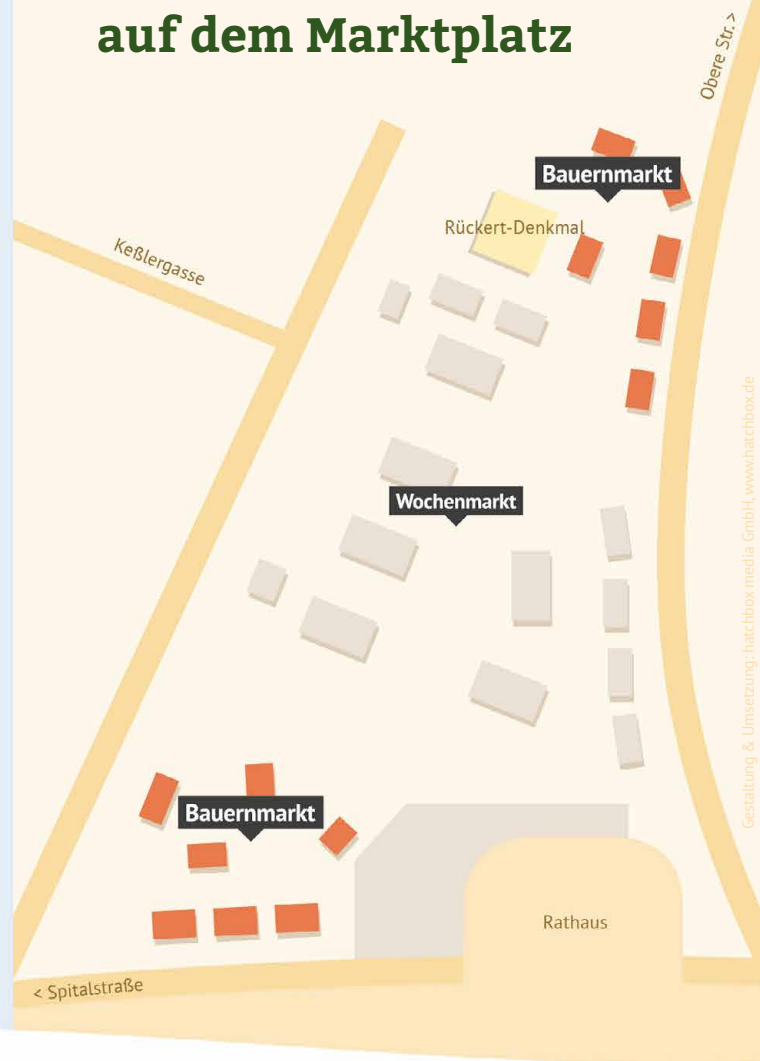 auf dem Marktplatz
Obere Str. >
Bauernmarkt
Rückert-Denkmal
Keßlergasse
Wochenmarkt
Gestaltung & Umsetzung: hatchbox media GmbH, www.hatchbox.de
Bauernmarkt
Rathaus
< Spitalstraße